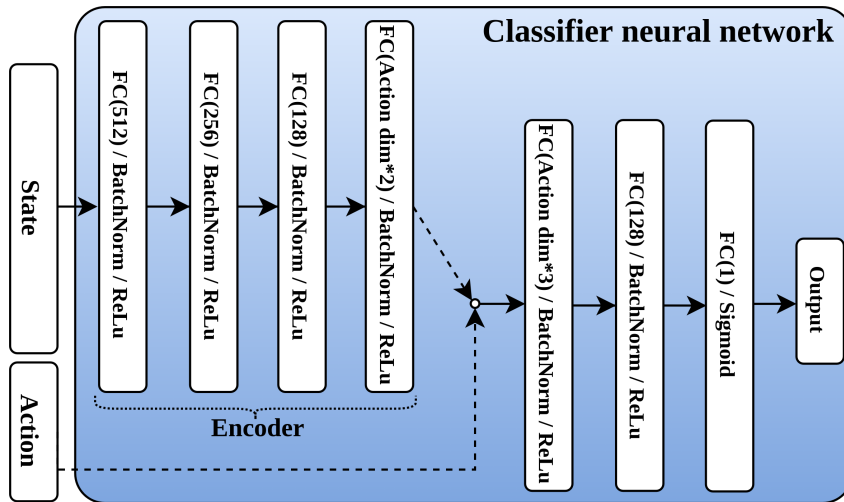 Classifier neural network
State
Action
FC(512) / BatchNorm / ReLu
FC(256) / BatchNorm / ReLu
FC(128) / BatchNorm / ReLu
FC(Action dim*2) / BatchNorm / ReLu
Encoder
FC(Action dim*3) / BatchNorm / ReLu
FC(128) / BatchNorm / ReLu
FC(1) / Sigmoid
Output